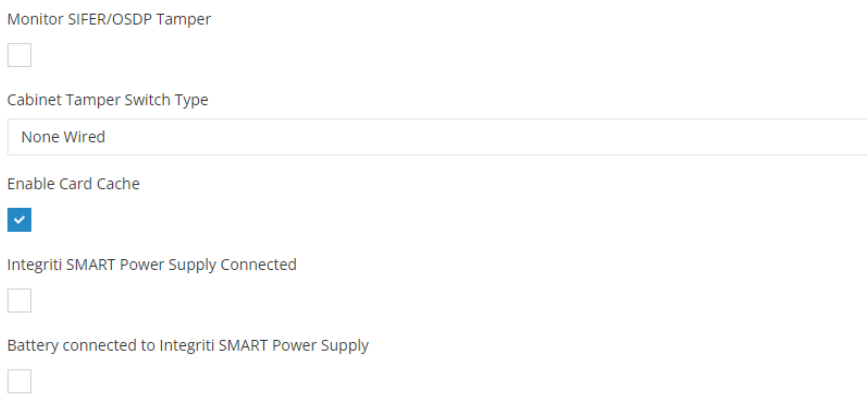 Monitor SIFER/OSDP Tamper
Cabinet Tamper Switch Type
None Wired
Enable Card Cache
Integriti SMART Power Supply Connected
Battery connected to Integriti SMART Power Supply